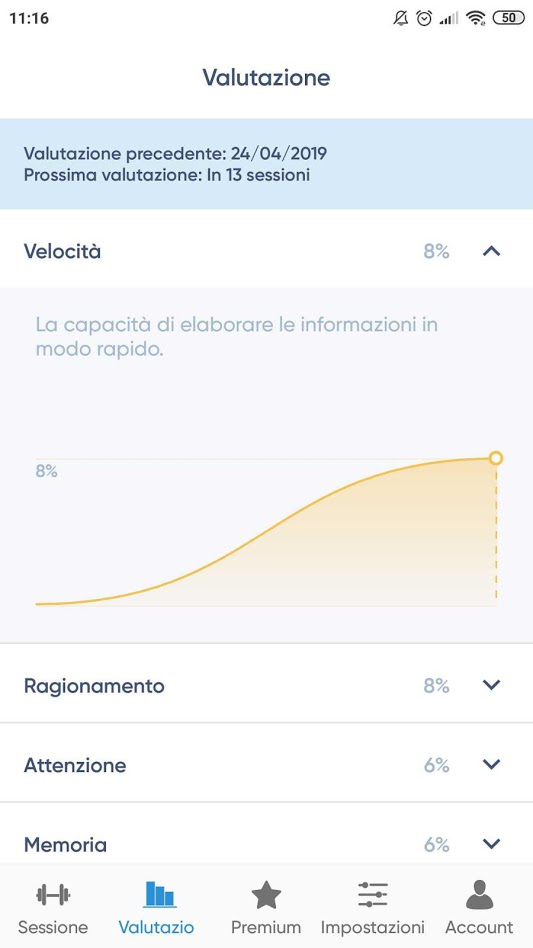 11:16
50
Valutazione
Valutazione precedente: 24/04/2019
Prossima valutazione: In 13 sessioni
Velocità 8%
La capacità di elaborare le informazioni in
modo rapido.
8%
Ragionamento 8%
Attenzione 6%
Memoria 6%
Sessione Valutazio Premium Impostazioni Account